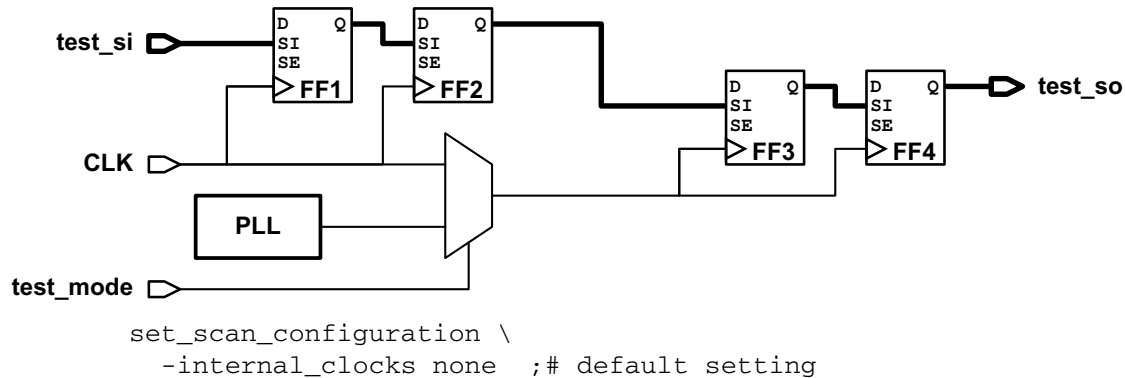 D Q
SI
SE
FF1
D Q
SI
SE
FF2
test_si
D Q
SI
SE
FF3
D Q
SI
SE
FF4
test_so
CLK
PLL
test_mode
set_scan_configuration \
-internal_clocks none ;# default setting